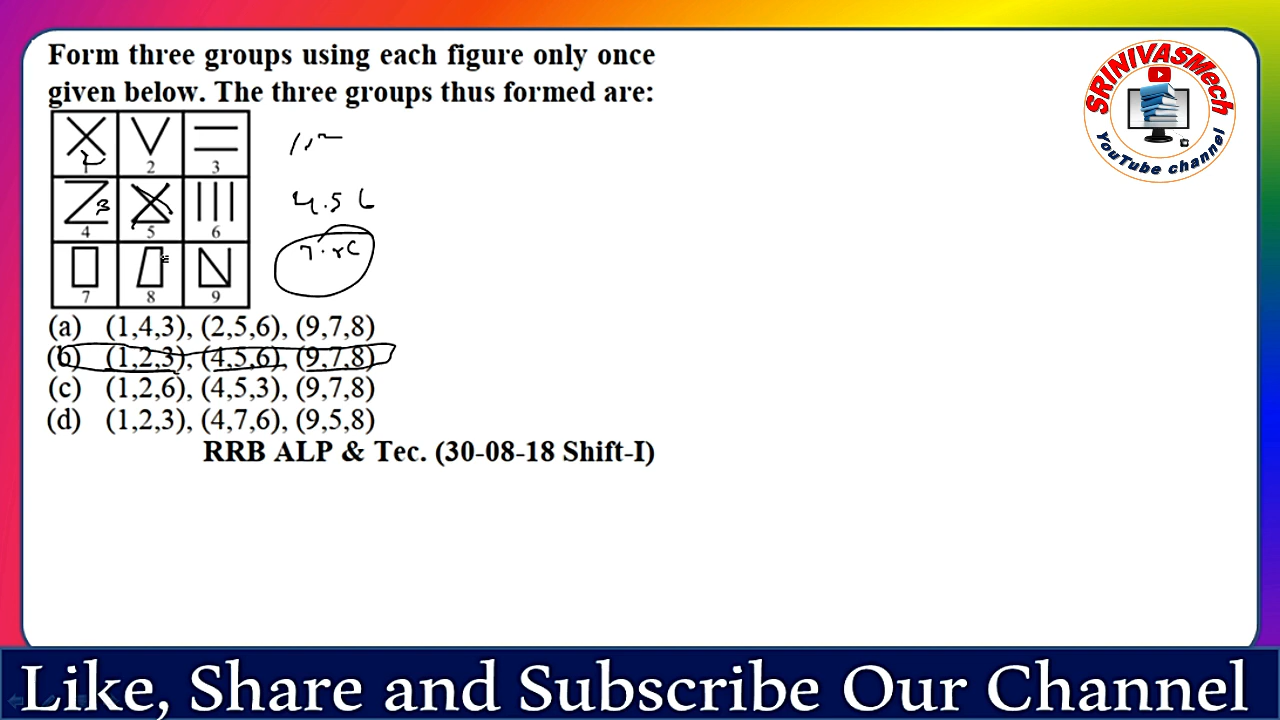 Form three groups using each figure only once
given below. The three groups thus formed are:
1 2 3
4 5 6
7 8 9
4.5 6
(a) (1,4,3), (2,5,6), (9,7,8)
(b) (1,2,3), (4,5,6), (9,7,8)
(c) (1,2,6), (4,5,3), (9,7,8)
(d) (1,2,3), (4,7,6), (9,5,8)
RRB ALP & Tec. (30-08-18 Shift-I)
SRINIVASMech
YouTube channel
Like, Share and Subscribe Our Channel